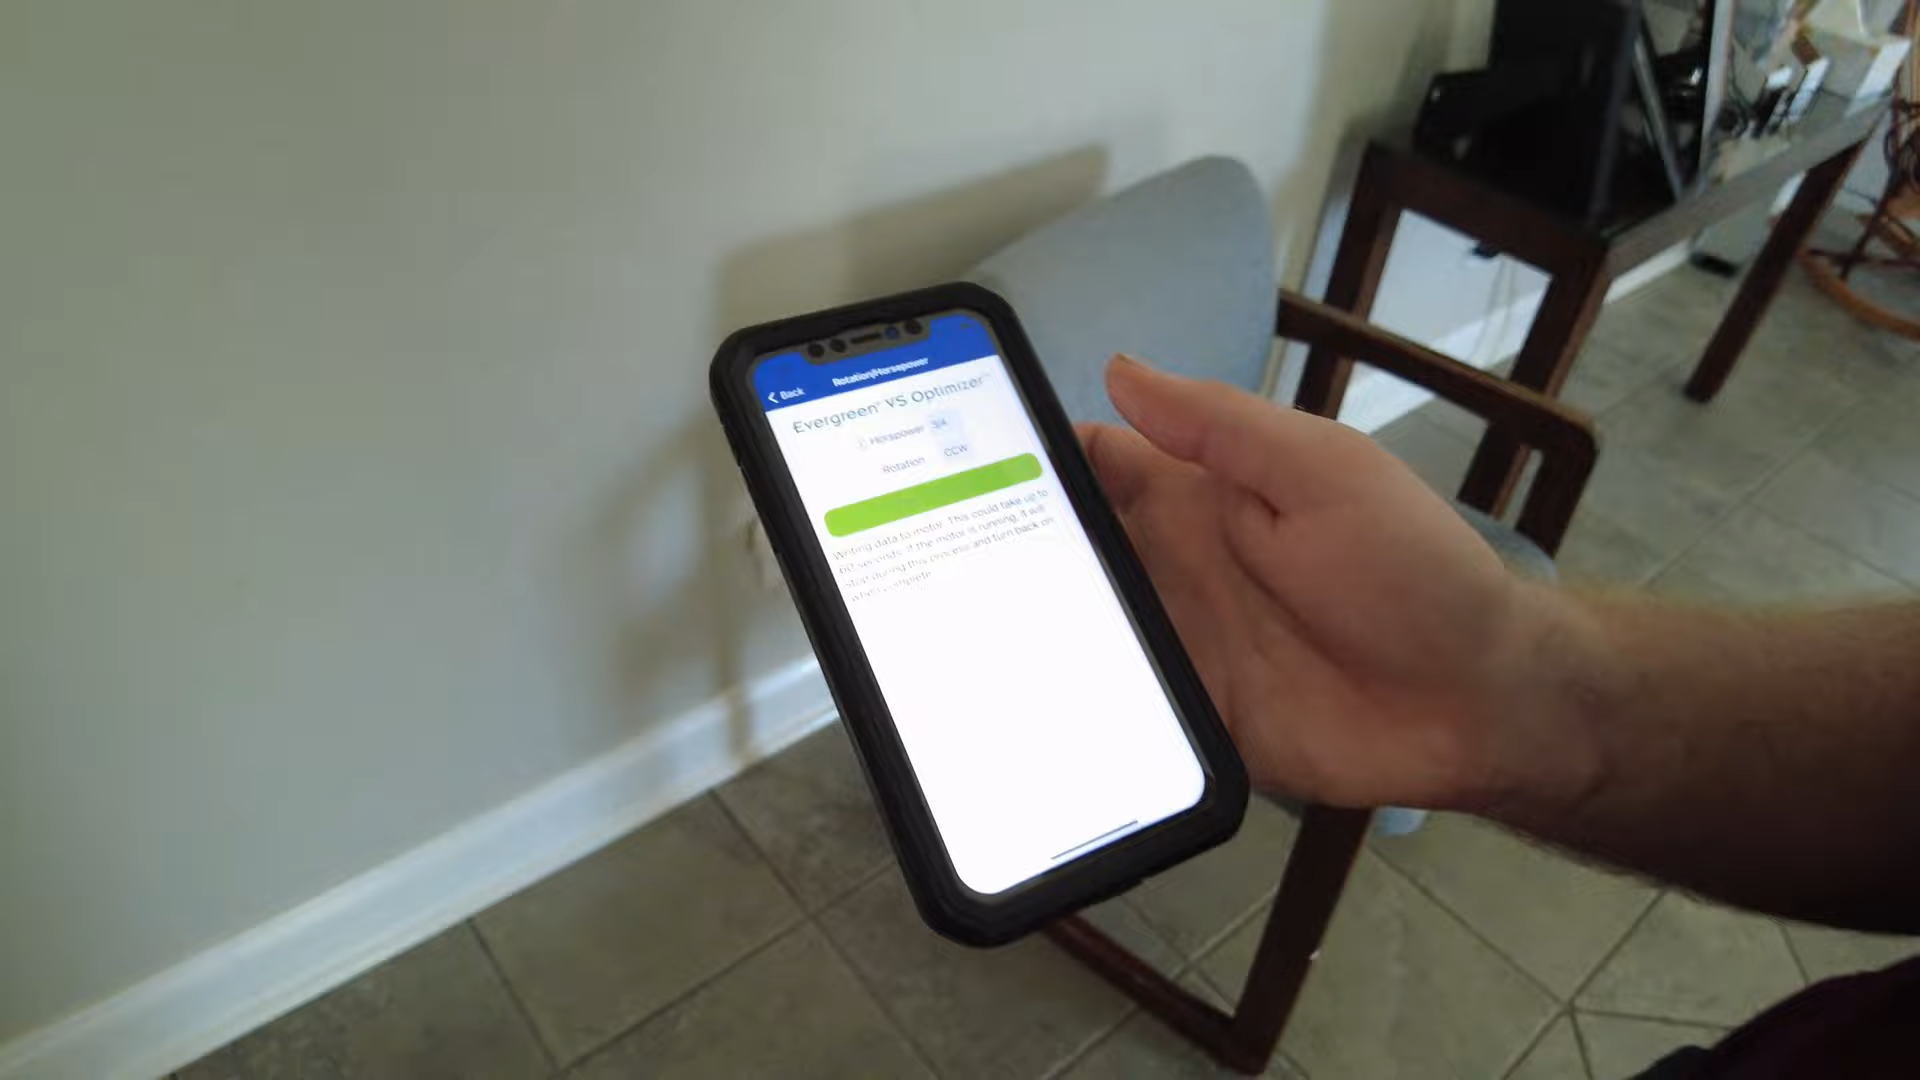 Rotation/Horsepower
Back
Evergreen® VS Optimizer™
Horsepower 3/4
Rotation CCW
Writing data to motor. This could take up to
60 seconds. If the motor is running, it will
stop during this process and turn back on
when complete.